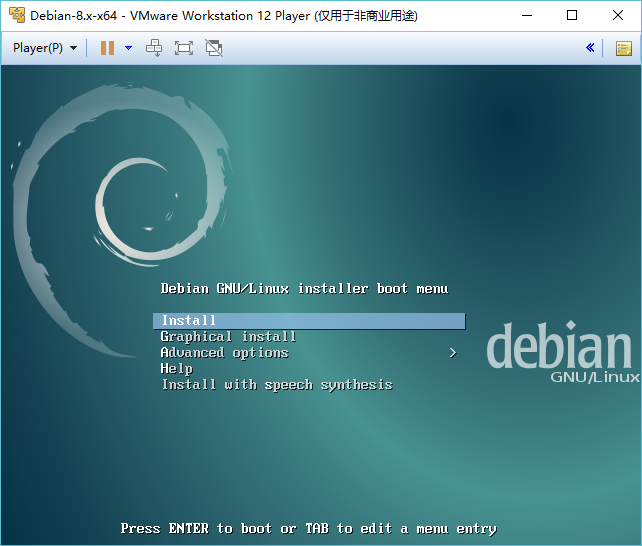 Debian-8.x-x64 - VMware Workstation 12 Player (仅用于非商业用途)
Player(P)
Debian GNU/Linux installer boot menu
Install
Graphical install
Advanced options >
Help
Install with speech synthesis
debian
GNU/Linux
Press ENTER to boot or TAB to edit a menu entry